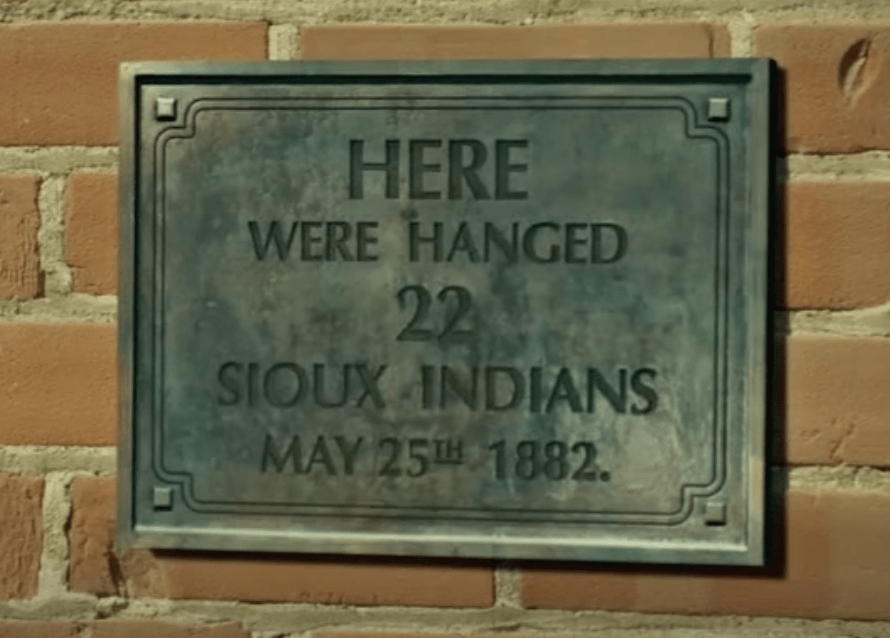 HERE
WERE HANGED
22
SIOUX INDIANS
MAY 25TH 1882.